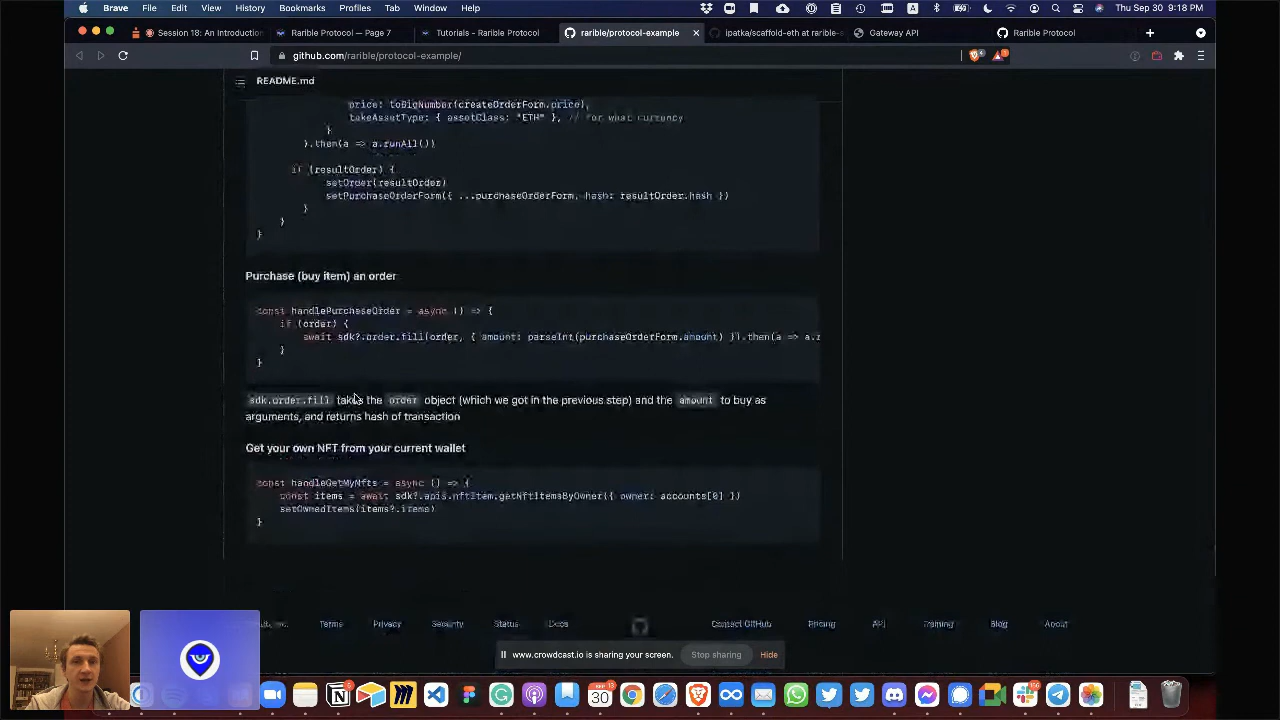 Brave File Edit View History Bookmarks Profiles Tab Window Help
Thu Sep 30 9:18 PM
Session 18: An Introduction
Rarible Protocol — Page 7
Tutorials - Rarible Protocol
rarible/protocol-example
ipatka/scaffold-eth at rarible-s
Gateway API
Rarible Protocol
github.com/rarible/protocol-example/
README.md
price: toBigNumber(createOrderForm.price),
takeAssetType: { assetClass: "ETH" }, // for what currency
}
}).then(a => a.runAll())
if (resultOrder) {
setOrder(resultOrder)
setPurchaseOrderForm({ ...purchaseOrderForm, hash: resultOrder.hash })
}
}
}
Purchase (buy item) an order
const handlePurchaseOrder = async () => {
if (order) {
await sdk?.order.fill(order, { amount: parseInt(purchaseOrderForm.amount) }).then(a => a.r
}
}
sdk.order.fill takes the order object (which we got in the previous step) and the amount to buy as
arguments, and returns hash of transaction
Get your own NFT from your current wallet
const handleGetMyNfts = async () => {
const items = await sdk?.apis.nftItem.getNftItemsByOwner({ owner: accounts[0] })
setOwnedItems(items?.items)
}
Terms Privacy Security Status Docs Contact GitHub Pricing API Training Blog About
www.crowdcast.io is sharing your screen. Stop sharing Hide